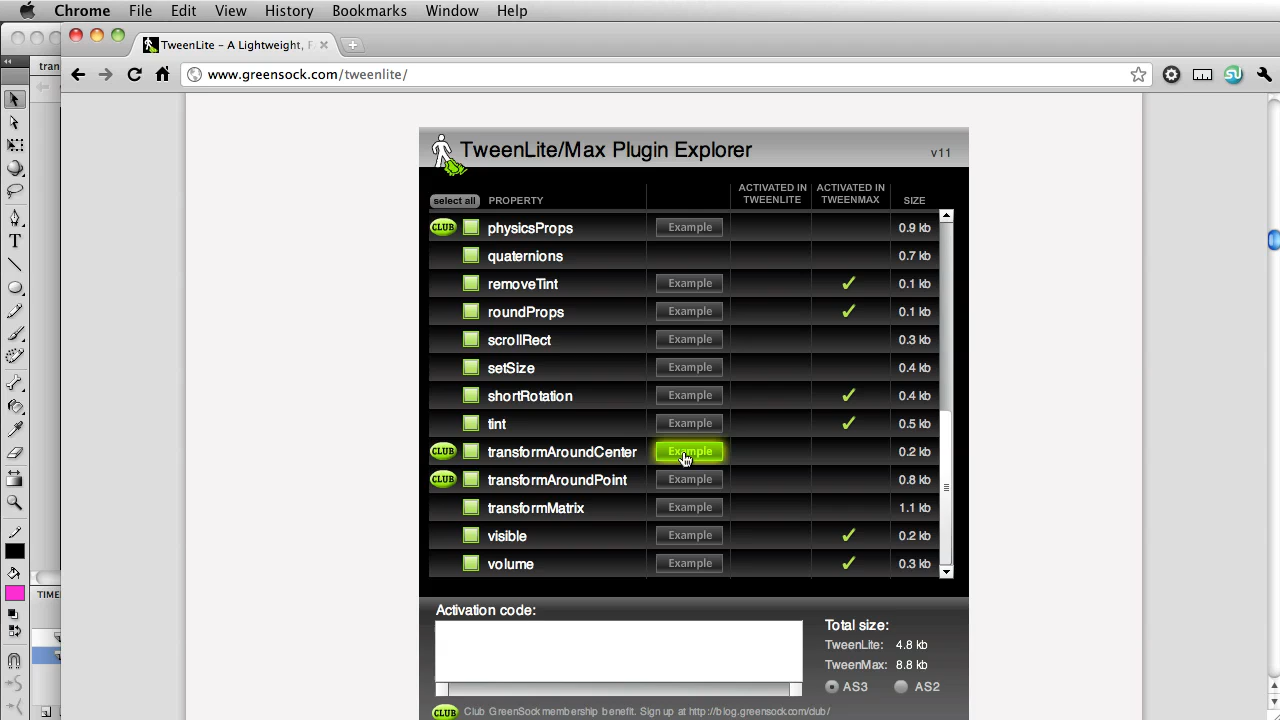 Chrome File Edit View History Bookmarks Window Help
tran
TweenLite – A Lightweight, F
www.greensock.com/tweenlite/
TweenLite/Max Plugin Explorer
v11
select all PROPERTY ACTIVATED IN TWEENLITE ACTIVATED IN TWEENMAX SIZE
CLUB physicsProps Example 0.9 kb
quaternions 0.7 kb
removeTint Example ✓ 0.1 kb
roundProps Example ✓ 0.1 kb
scrollRect Example 0.3 kb
setSize Example 0.4 kb
shortRotation Example ✓ 0.4 kb
tint Example ✓ 0.5 kb
CLUB transformAroundCenter Example 0.2 kb
CLUB transformAroundPoint Example 0.8 kb
transformMatrix Example 1.1 kb
visible Example ✓ 0.2 kb
volume Example ✓ 0.3 kb
TIME
Activation code:
Total size:
TweenLite: 4.8 kb
TweenMax: 8.8 kb
AS3 AS2
CLUB Club GreenSock membership benefit. Sign up at http://blog.greensock.com/club/